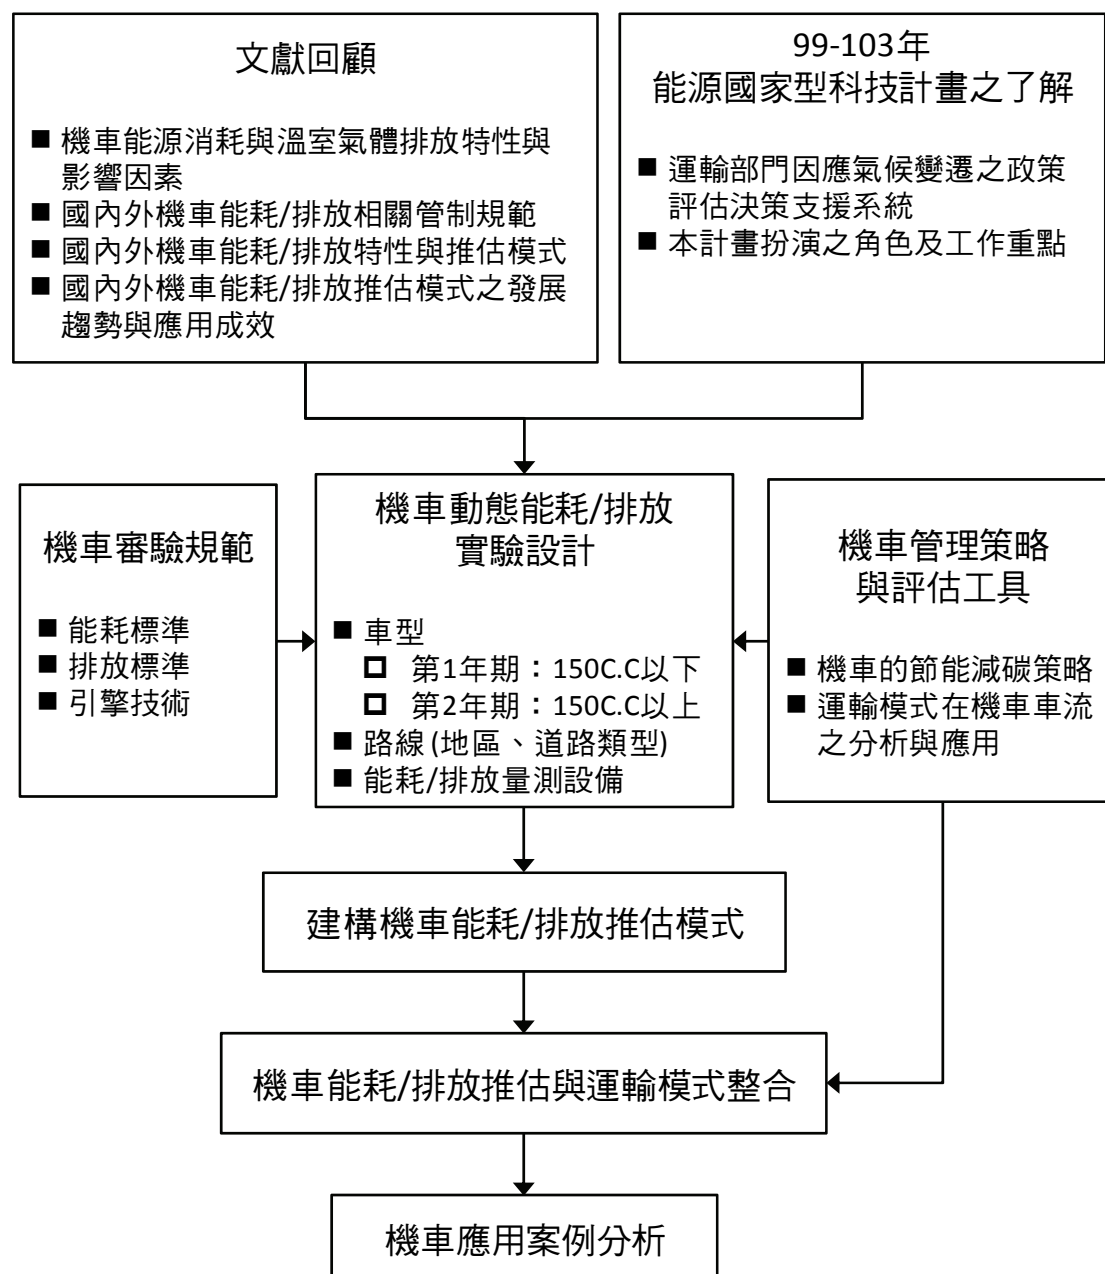 文獻回顧
■ 機車能源消耗與溫室氣體排放特性與
影響因素
■ 國內外機車能耗/排放相關管制規範
■ 國內外機車能耗/排放特性與推估模式
■ 國內外機車能耗/排放推估模式之發展
趨勢與應用成效
99-103年
能源國家型科技計畫之了解
■ 運輸部門因應氣候變遷之政策
評估決策支援系統
■ 本計畫扮演之角色及工作重點
機車審驗規範
■ 能耗標準
■ 排放標準
■ 引擎技術
機車動態能耗/排放
實驗設計
■ 車型
□ 第1年期：150C.C以下
□ 第2年期：150C.C以上
■ 路線(地區、道路類型)
■ 能耗/排放量測設備
機車管理策略
與評估工具
■ 機車的節能減碳策略
■ 運輸模式在機車車流
之分析與應用
建構機車能耗/排放推估模式
機車能耗/排放推估與運輸模式整合
機車應用案例分析